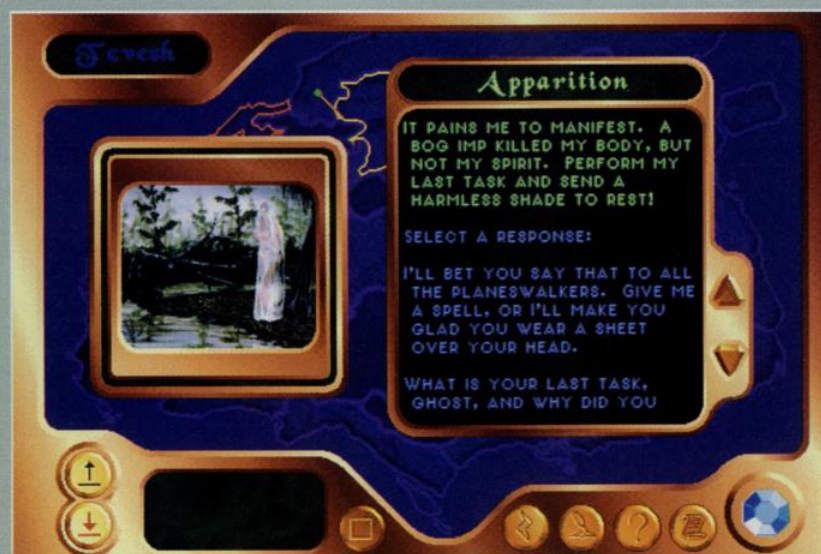 Tevesh
Apparition
IT PAINS ME TO MANIFEST. A
BOG IMP KILLED MY BODY, BUT
NOT MY SPIRIT. PERFORM MY
LAST TASK AND SEND A
HARMLESS SHADE TO REST!
SELECT A RESPONSE:
I'LL BET YOU SAY THAT TO ALL
THE PLANESWALKERS. GIVE ME
A SPELL, OR I'LL MAKE YOU
GLAD YOU WEAR A SHEET
OVER YOUR HEAD.
WHAT IS YOUR LAST TASK,
GHOST, AND WHY DID YOU
?